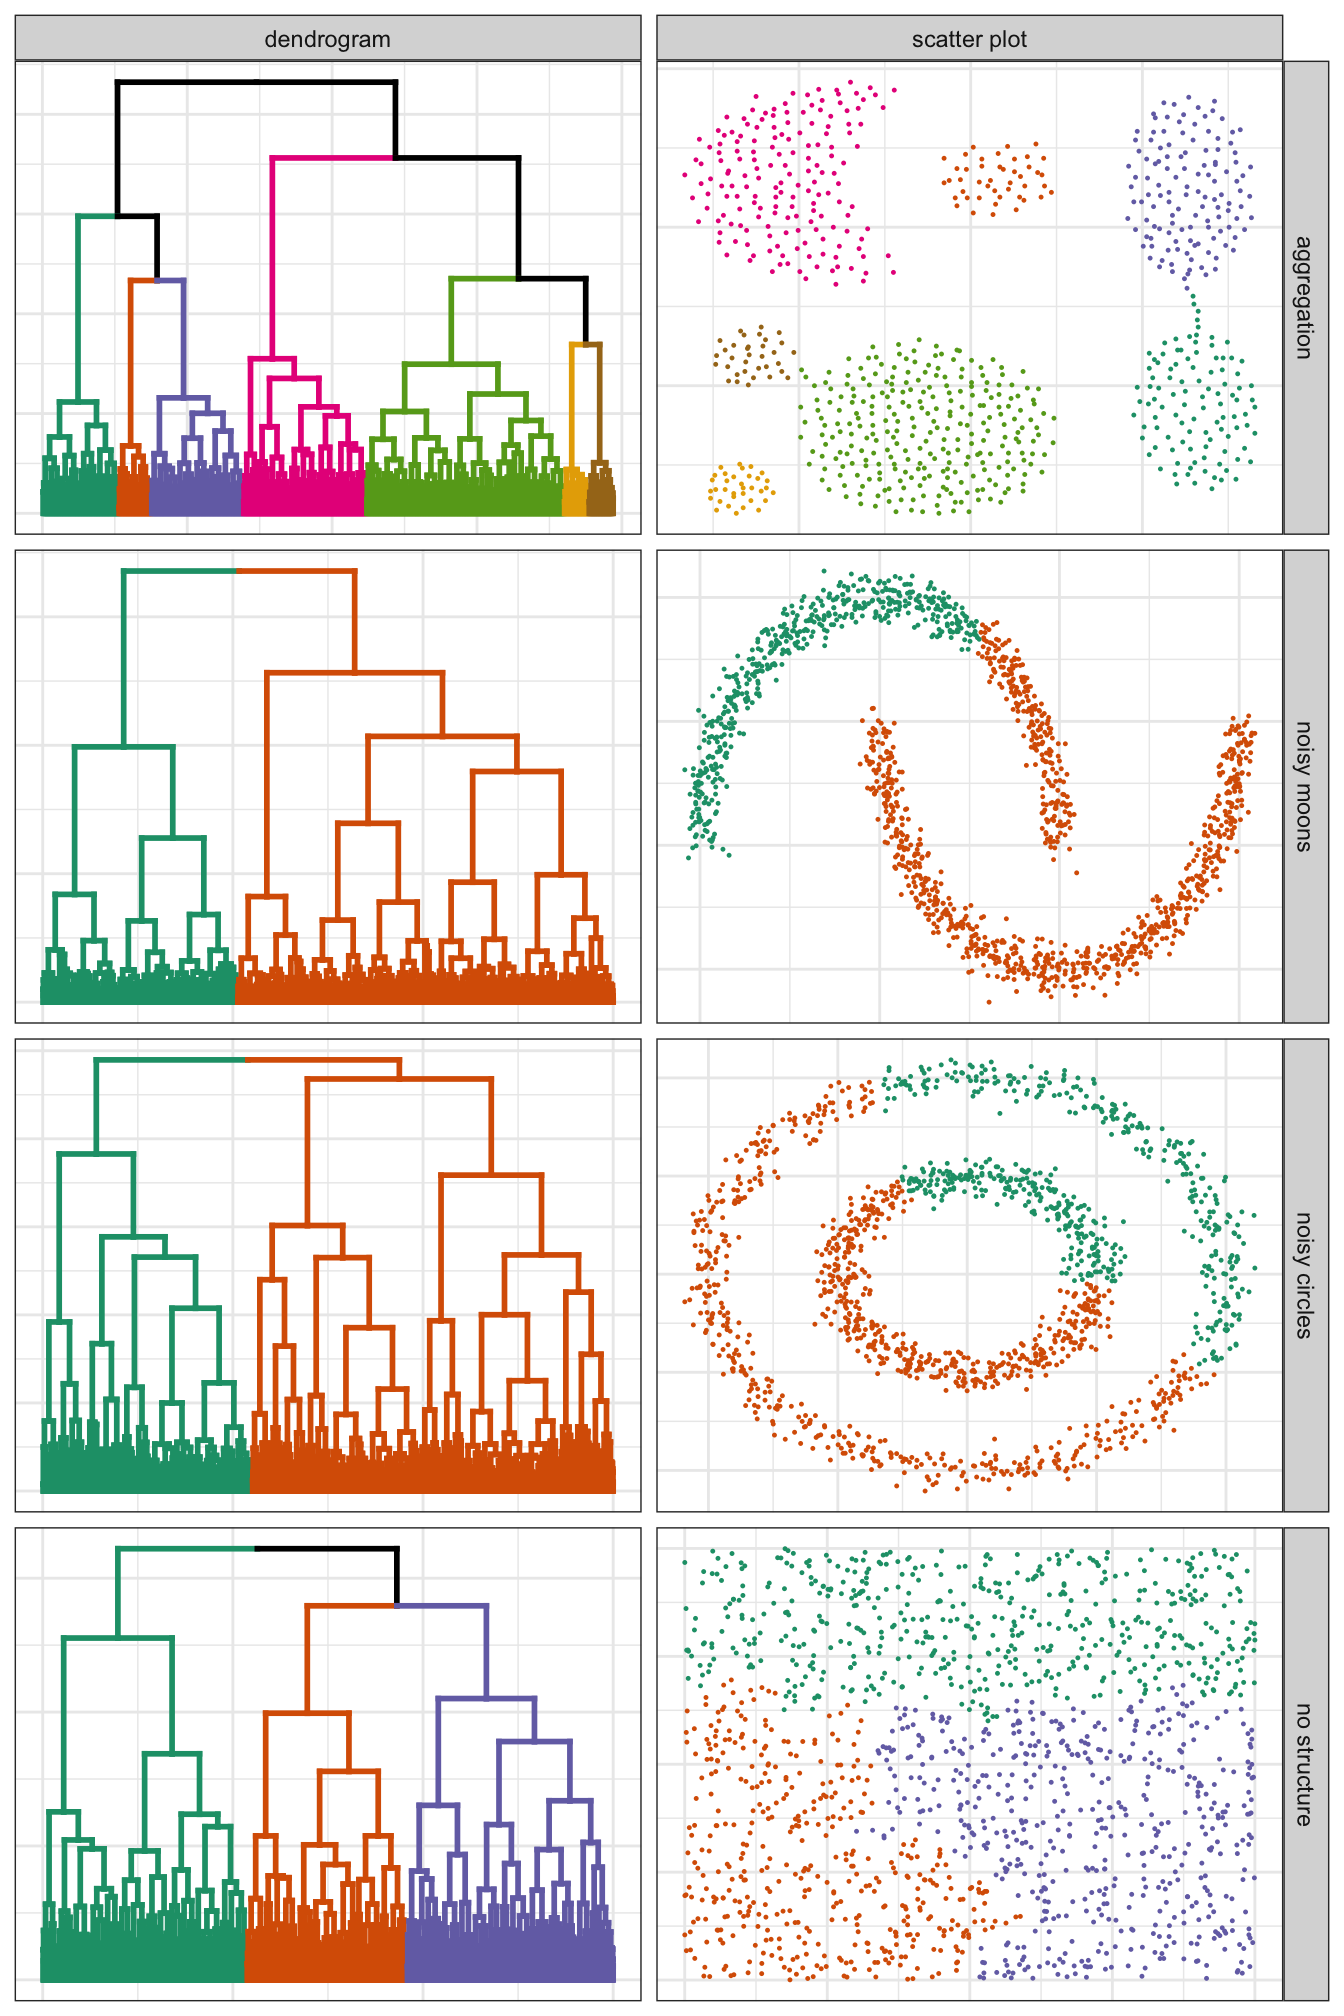 dendrogram
scatter plot
aggregation
noisy moons
noisy circles
no structure